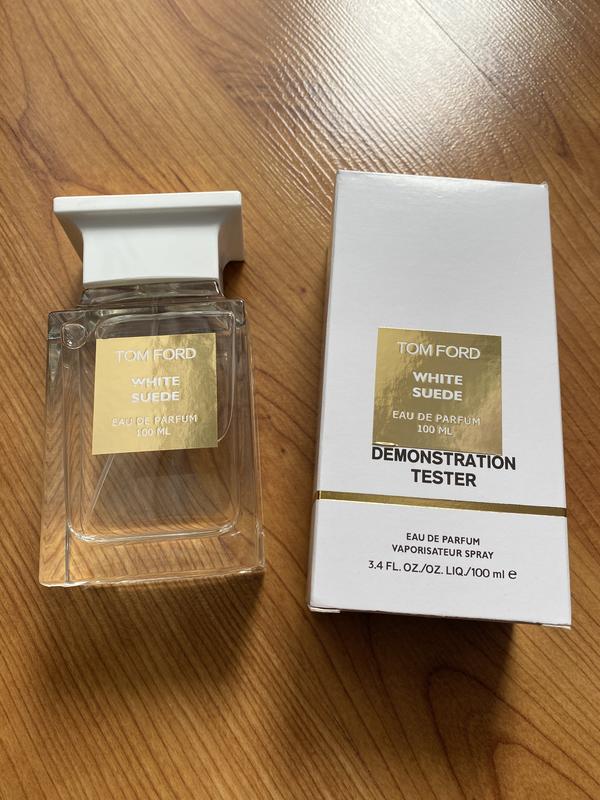 TOM FORD
WHITE
SUEDE
EAU DE PARFUM
100 ML
TOM FORD
WHITE
SUEDE
EAU DE PARFUM
100 ML
DEMONSTRATION
TESTER
EAU DE PARFUM
VAPORISATEUR SPRAY
3.4 FL. OZ./OZ. LIQ./100 ml ℮